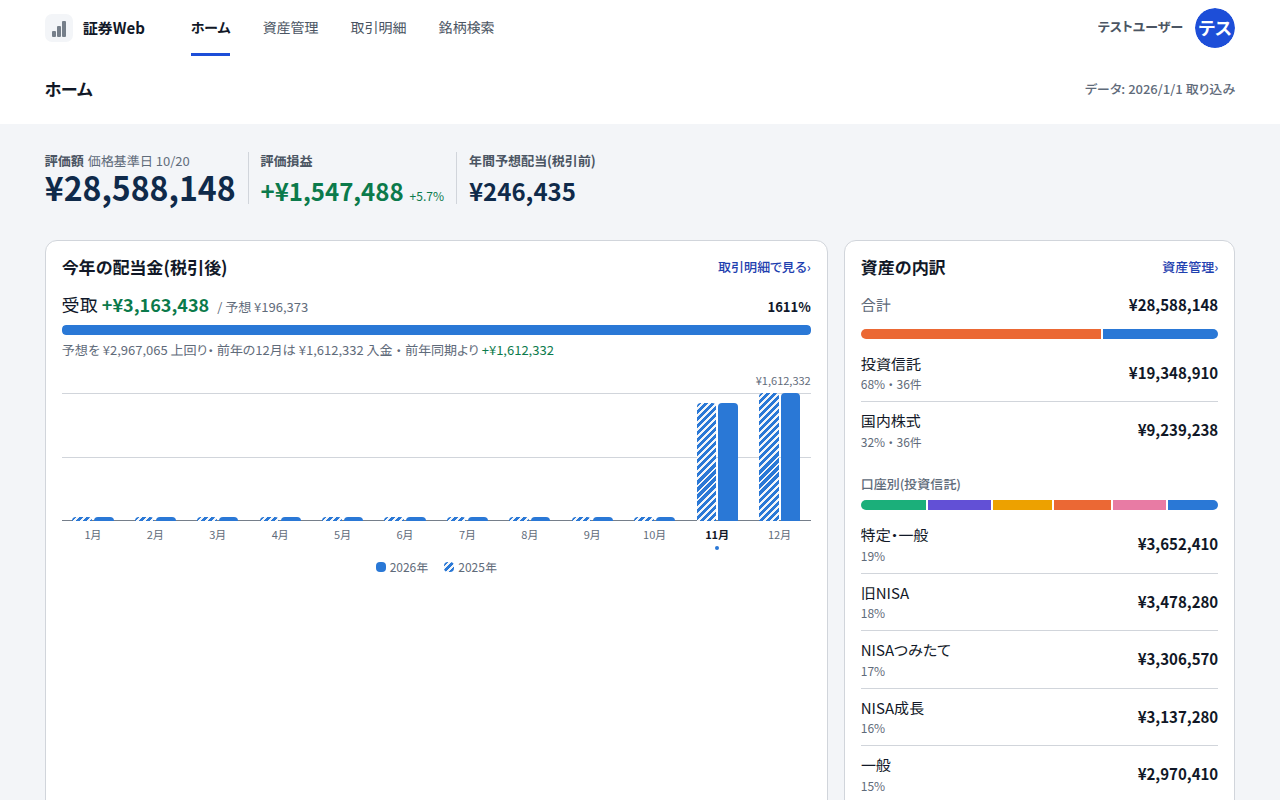 証券Web ホーム 資産管理 取引明細 銘柄検索 テストユーザー テス
ホーム データ: 2026/1/1 取り込み
評価額 価格基準日 10/20
¥28,588,148
評価損益
+¥1,547,488 +5.7%
年間予想配当(税引前)
¥246,435
今年の配当金(税引後) 取引明細で見る›
受取 +¥3,163,438 / 予想 ¥196,373 1611%
予想を ¥2,967,065 上回り・前年の12月は ¥1,612,332 入金・前年同期より +¥1,612,332
¥1,612,332
1月 2月 3月 4月 5月 6月 7月 8月 9月 10月 11月 12月
2026年 2025年
資産の内訳 資産管理›
合計 ¥28,588,148
投資信託 ¥19,348,910
68%・36件
国内株式 ¥9,239,238
32%・36件
口座別(投資信託)
特定・一般 ¥3,652,410
19%
旧NISA ¥3,478,280
18%
NISAつみたて ¥3,306,570
17%
NISA成長 ¥3,137,280
16%
一般 ¥2,970,410
15%